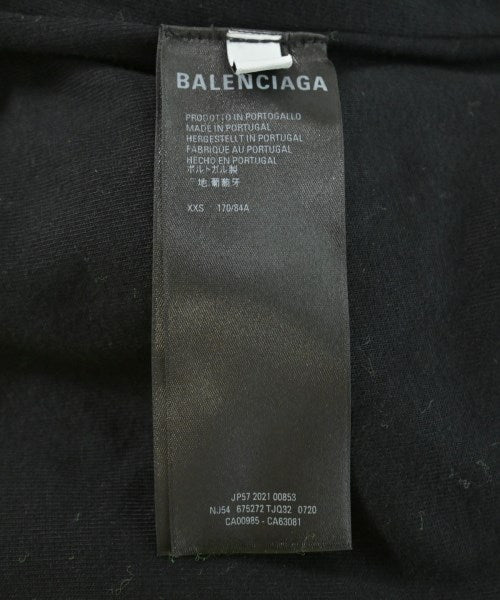 BALENCIAGA
PRODOTTO IN PORTOGALLO
MADE IN PORTUGAL
HERGESTELLT IN PORTUGAL
FABRIQUE AU PORTUGAL
HECHO EN PORTUGAL
ポルトガル製
地:葡萄牙
XXS 170/84A
JP57 2021 00853
NJ54 675272 TJQ32 0720
CA00985 - CA63081